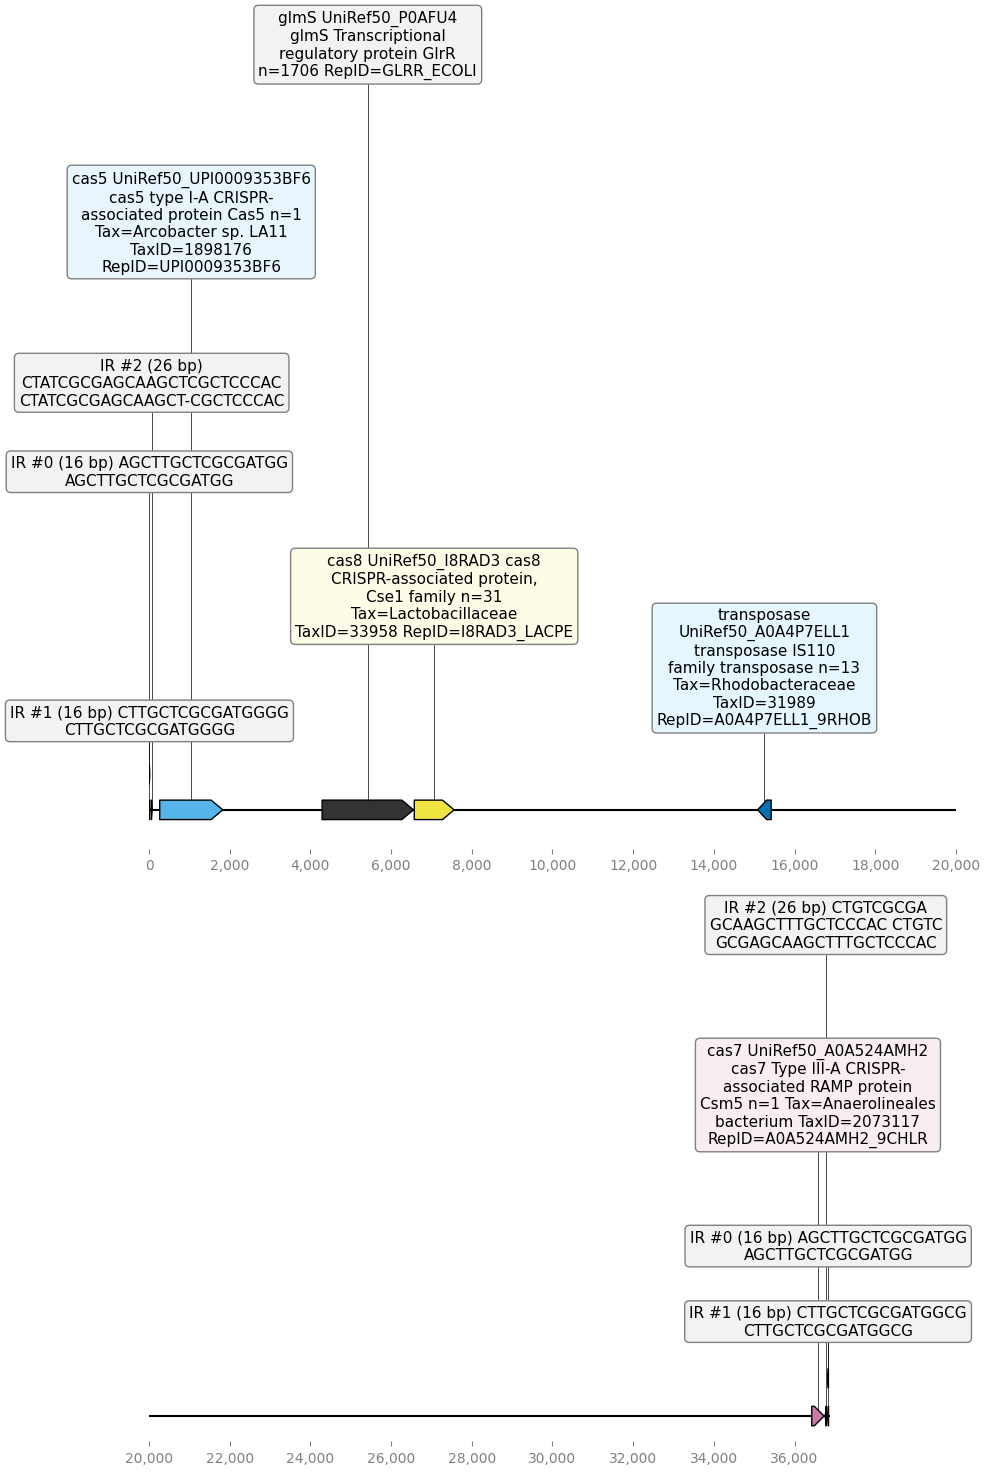 glmS UniRef50_P0AFU4
glmS Transcriptional
regulatory protein GlrR
n=1706 RepID=GLRR_ECOLI
cas5 UniRef50_UPI0009353BF6
cas5 type I-A CRISPR-
associated protein Cas5 n=1
Tax=Arcobacter sp. LA11
TaxID=1898176
RepID=UPI0009353BF6
IR #2 (26 bp)
CTATCGCGAGCAAGCTCGCTCCCAC
CTATCGCGAGCAAGCT-CGCTCCCAC
IR #0 (16 bp) AGCTTGCTCGCGATGG
AGCTTGCTCGCGATGG
cas8 UniRef50_I8RAD3 cas8
CRISPR-associated protein,
Cse1 family n=31
Tax=Lactobacillaceae
TaxID=33958 RepID=I8RAD3_LACPE
transposase
UniRef50_A0A4P7ELL1
transposase IS110
family transposase n=13
Tax=Rhodobacteraceae
TaxID=31989
RepID=A0A4P7ELL1_9RHOB
IR #1 (16 bp) CTTGCTCGCGATGGGG
CTTGCTCGCGATGGGG
0 2,000 4,000 6,000 8,000 10,000 12,000 14,000 16,000 18,000 20,000
IR #2 (26 bp) CTGTCGCGA
GCAAGCTTTGCTCCCAC CTGTC
GCGAGCAAGCTTTGCTCCCAC
cas7 UniRef50_A0A524AMH2
cas7 Type III-A CRISPR-
associated RAMP protein
Csm5 n=1 Tax=Anaerolineales
bacterium TaxID=2073117
RepID=A0A524AMH2_9CHLR
IR #0 (16 bp) AGCTTGCTCGCGATGG
AGCTTGCTCGCGATGG
IR #1 (16 bp) CTTGCTCGCGATGGCG
CTTGCTCGCGATGGCG
20,000 22,000 24,000 26,000 28,000 30,000 32,000 34,000 36,000